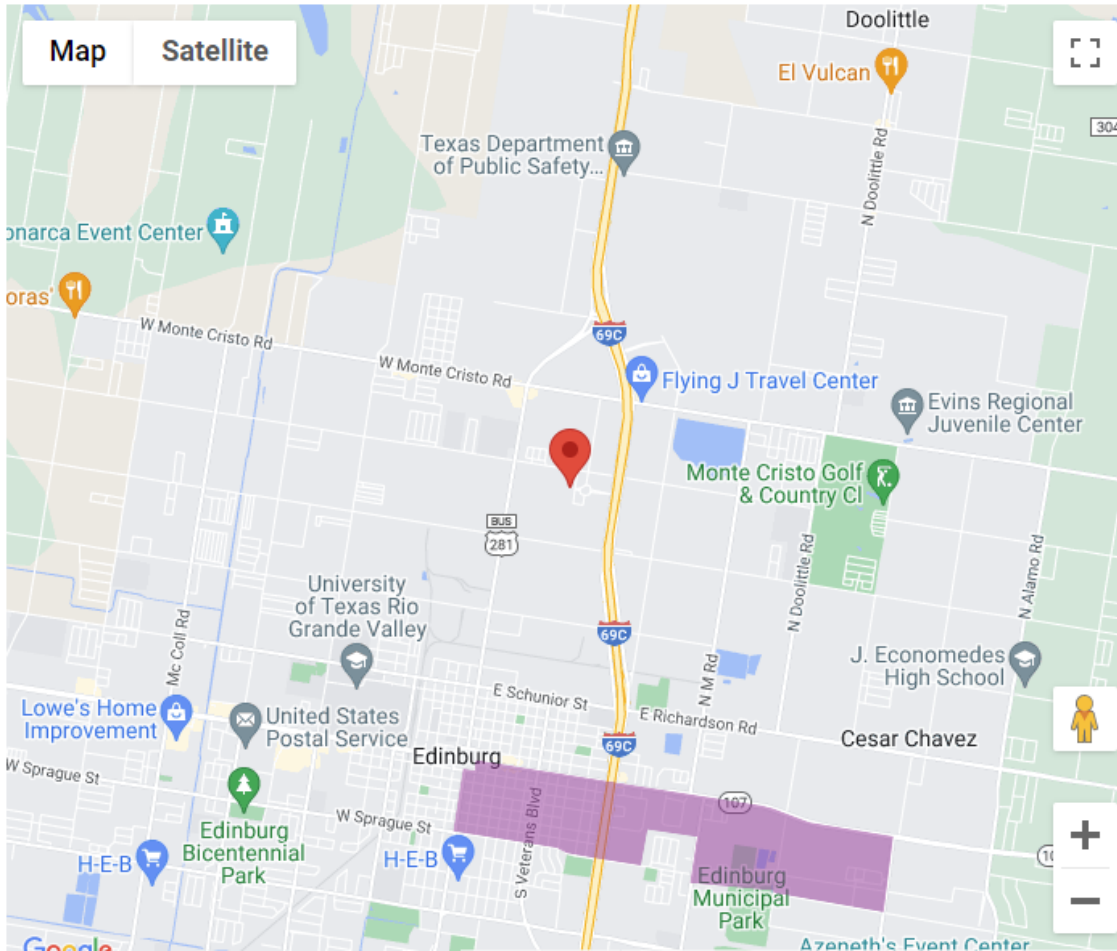 Map
Satellite
Doolittle
El Vulcan
304
Texas Department
of Public Safety...
N Doolittle Rd
onarca Event Center
oras'
W Monte Cristo Rd
69C
W Monte Cristo Rd
Flying J Travel Center
Evins Regional
Juvenile Center
Monte Cristo Golf
& Country Cl
BUS
281
N Doolittle Rd
N Alamo Rd
University
of Texas Rio
Grande Valley
69C
Mc Coll Rd
N M Rd
J. Economedes
High School
E Schunior St
E Richardson Rd
Lowe's Home
Improvement
United States
Postal Service
69C
Cesar Chavez
Edinburg
W Sprague St
S Veterans Blvd
107
W Sprague St
Edinburg
Bicentennial
Park
H-E-B
H-E-B
10
Edinburg
Municipal
Park
Google
Azeneth's Event Center